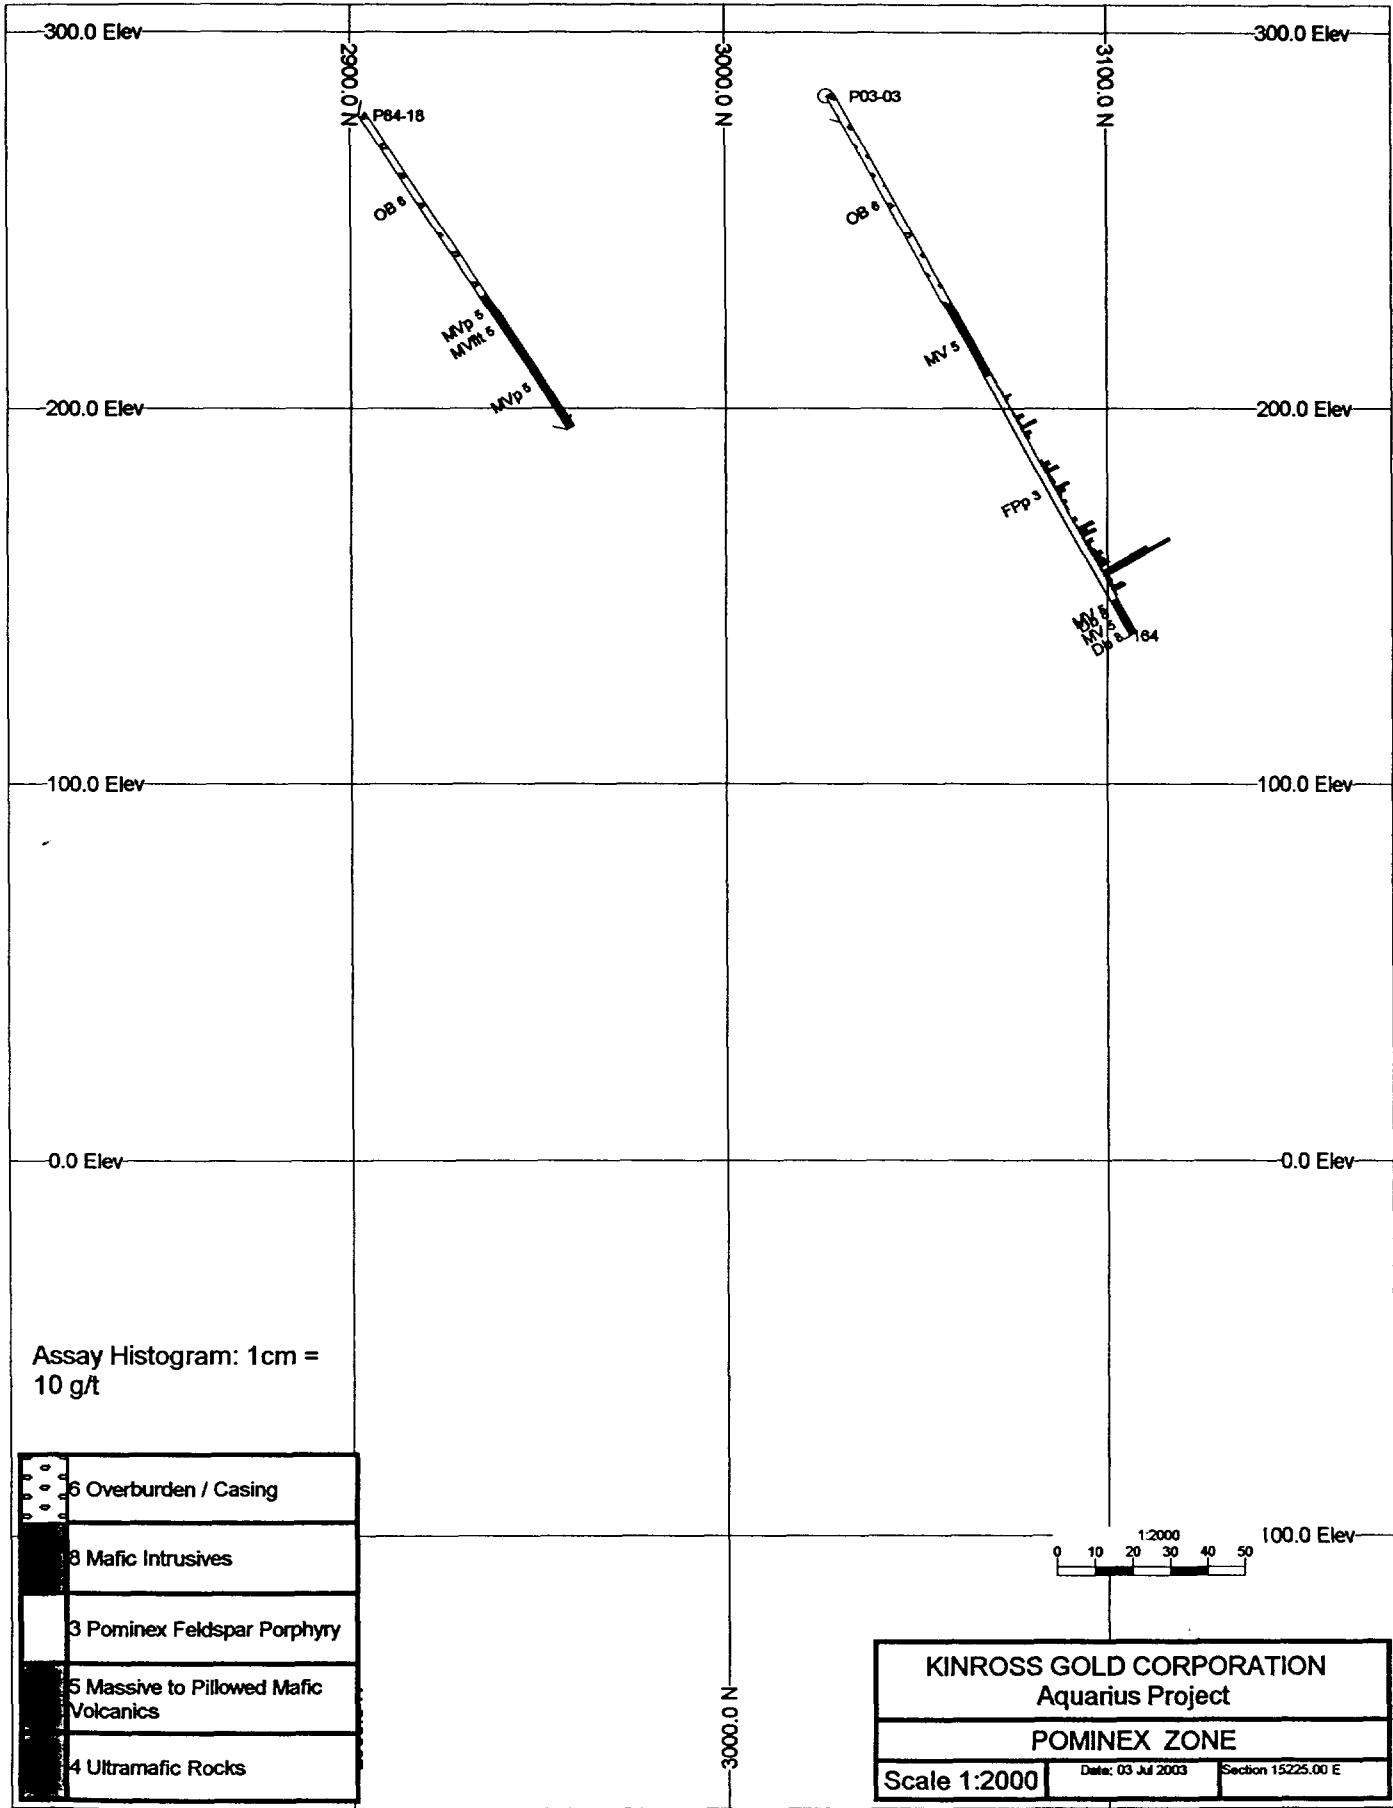 300.0 Elev
300.0 Elev
2900.0 N
3000.0 N
3100.0 N
P84-18
P03-03
OB 6
OB 6
MVp 5
MV 5
MVp 5
200.0 Elev
200.0 Elev
FPp 3
MV 5
MV 5
Db 8
164
100.0 Elev
100.0 Elev
0.0 Elev
0.0 Elev
Assay Histogram: 1cm =
10 g/t
6 Overburden / Casing
8 Mafic Intrusives
3 Pominex Feldspar Porphyry
5 Massive to Pillowed Mafic
Volcanics
4 Ultramafic Rocks
1:2000
0 10 20 30 40 50
100.0 Elev
3000.0 N
KINROSS GOLD CORPORATION
Aquarius Project
POMINEX ZONE
Scale 1:2000
Date: 03 Jul 2003
Section 15225.00 E